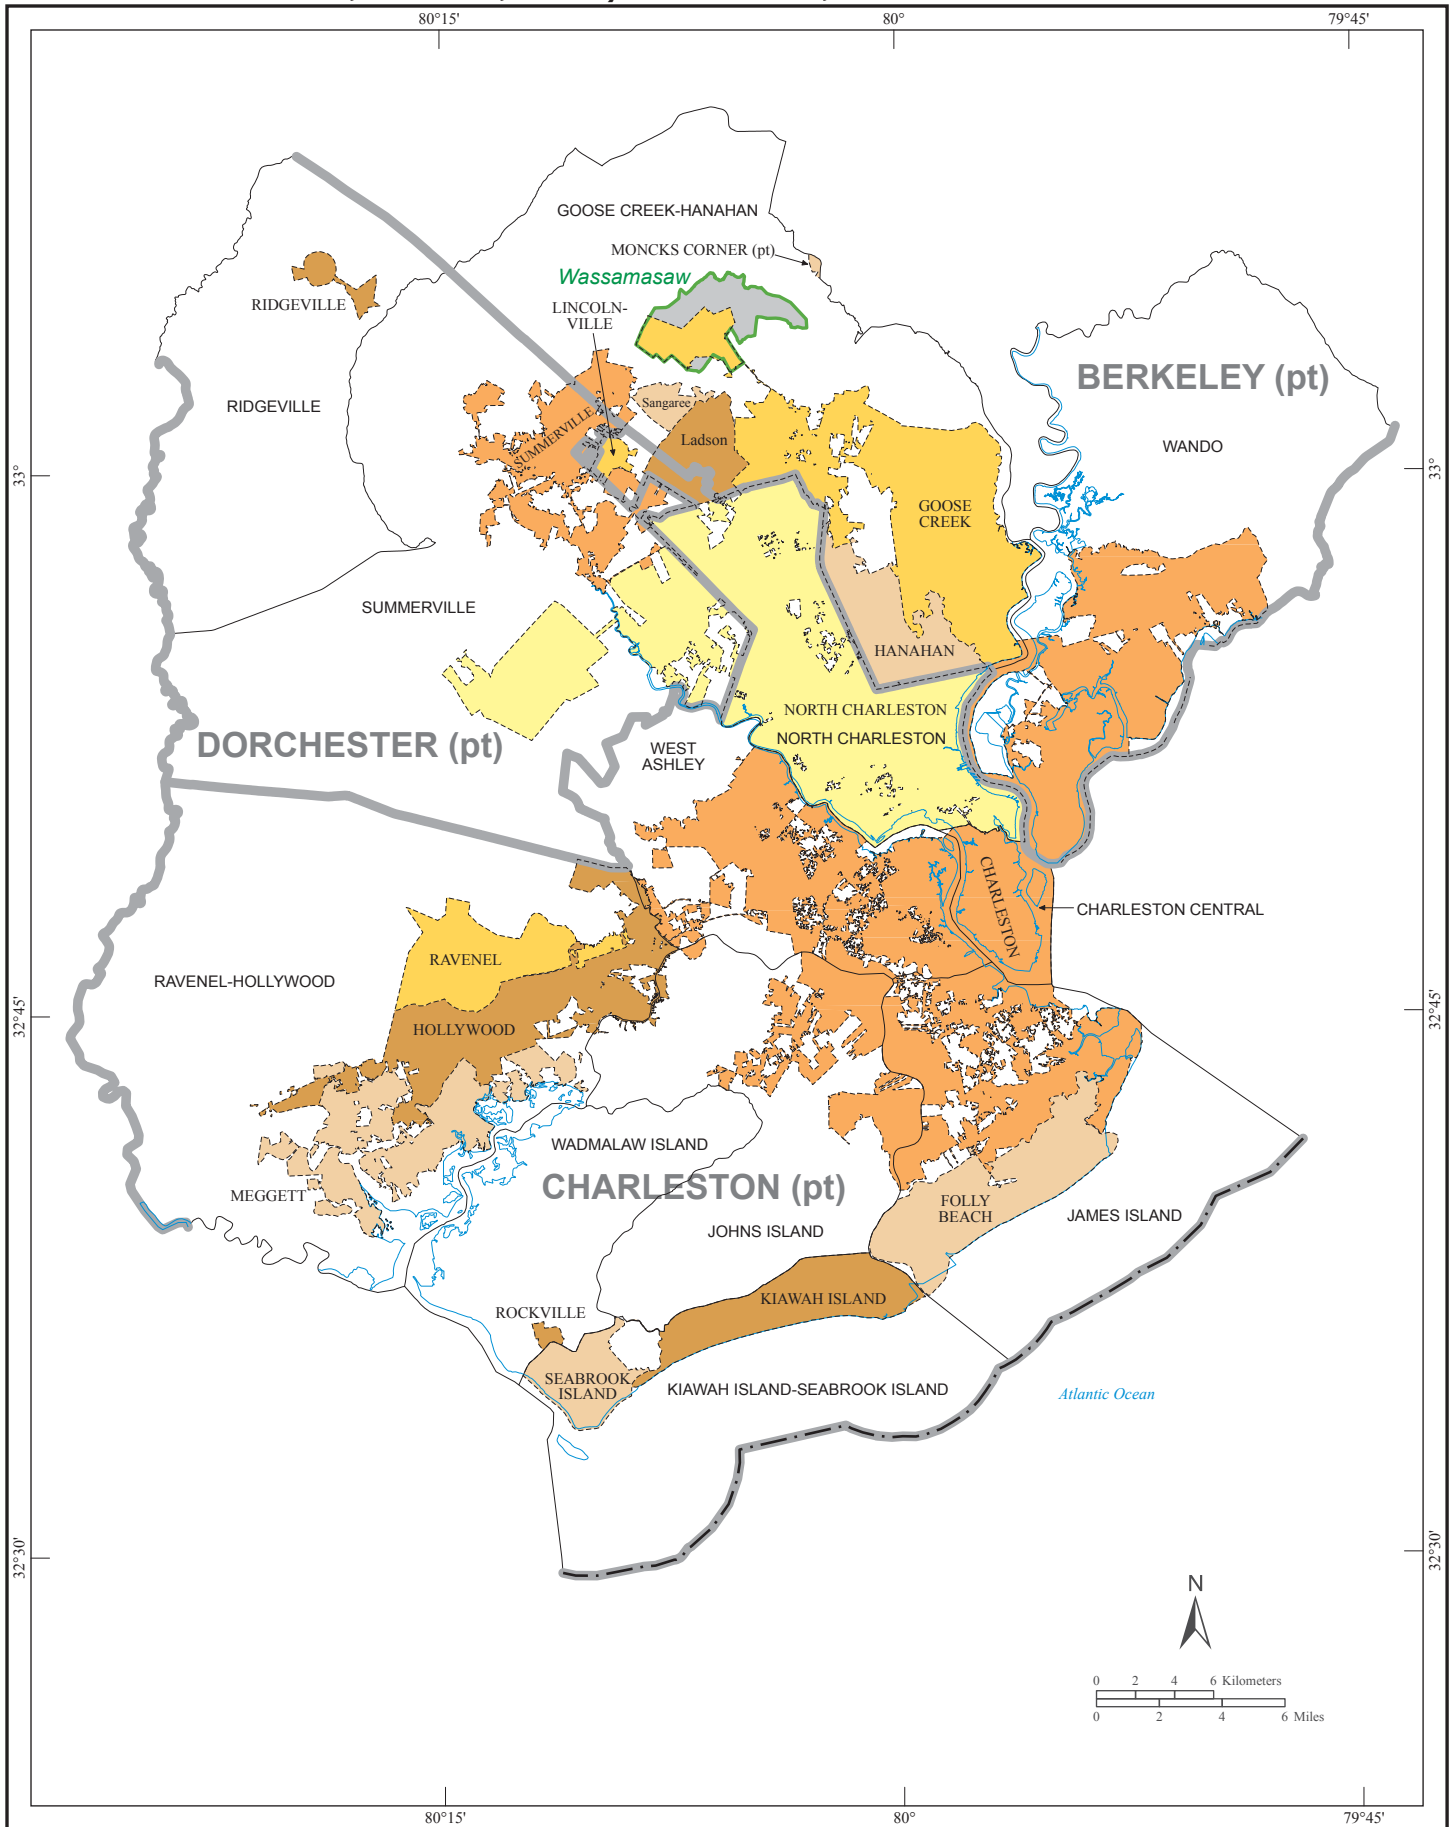 80°15'
80°
79°45'
GOOSE CREEK-HANAHAN
MONCKS CORNER (pt)
Wassamasaw
LINCOLN-
VILLE
RIDGEVILLE
BERKELEY (pt)
RIDGEVILLE
Sangaree
SUMMERVILLE
Ladson
WANDO
33°
33°
GOOSE
CREEK
SUMMERVILLE
HANAHAN
NORTH CHARLESTON
NORTH CHARLESTON
DORCHESTER (pt)
WEST
ASHLEY
CHARLESTON
CHARLESTON CENTRAL
RAVENEL
RAVENEL-HOLLYWOOD
HOLLYWOOD
32°45'
32°45'
WADMALAW ISLAND
CHARLESTON (pt)
MEGGETT
FOLLY
BEACH
JAMES ISLAND
JOHNS ISLAND
KIAWAH ISLAND
ROCKVILLE
SEABROOK
ISLAND
KIAWAH ISLAND-SEABROOK ISLAND
Atlantic Ocean
32°30'
32°30'
N
0 2 4 6 Kilometers
0 2 4 6 Miles
80°15'
80°
79°45'